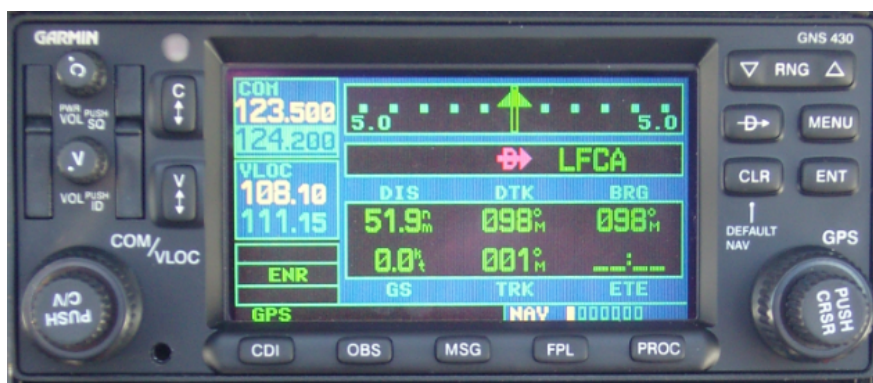 GARMIN
GNS 430
C
PWR
VOL PUSH
SQ
C
V
VOL PUSH
ID
V
COM/VLOC
PUSH
C/V
COM
123.500
124.200
VLOC
108.10
111.15
ENR
GPS
5.0 5.0
LFCA
DIS DTK BRG
51.9nm 098°M 098°M
0.0kt 001°M __:__
GS TRK ETE
NAV
RNG
D
MENU
CLR
ENT
DEFAULT
NAV
GPS
PUSH
CRSR
CDI OBS MSG FPL PROC